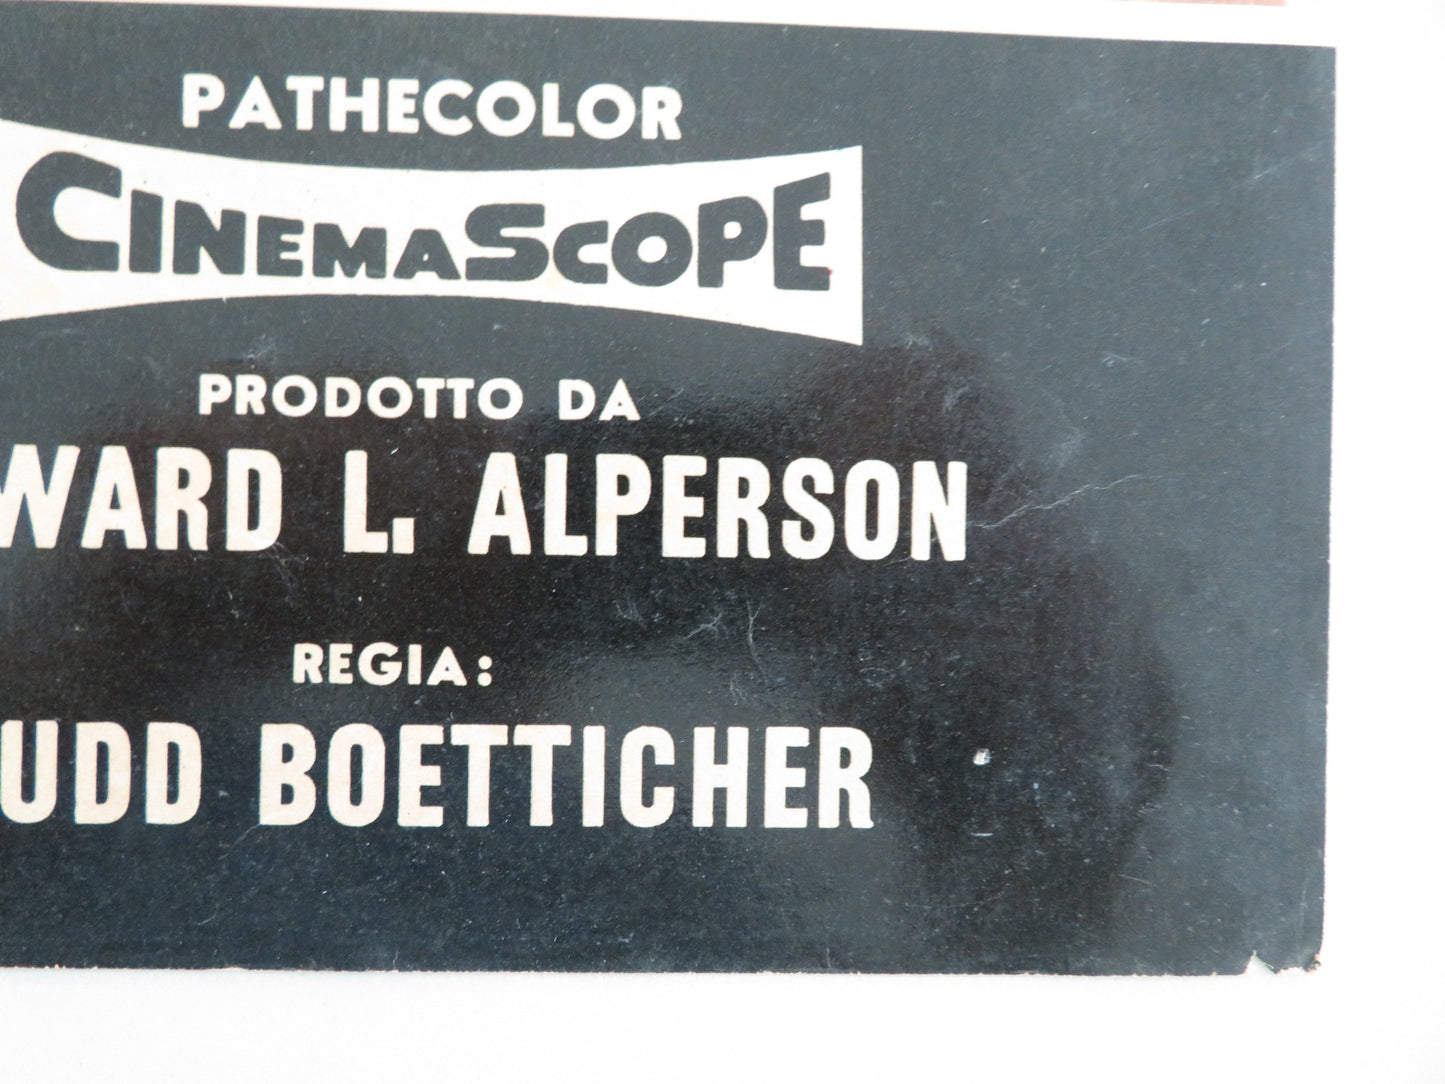 PATHECOLOR
CINEMASCOPE
PRODOTTO DA
WARD L. ALPERSON
REGIA:
UDD BOETTICHER